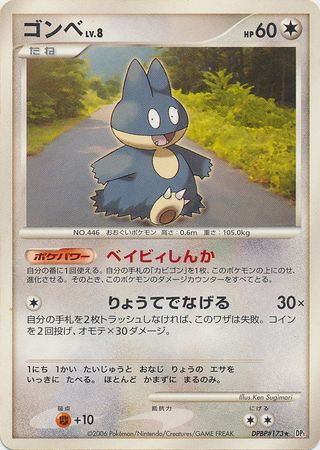 ゴンベ LV.8 HP60
たね
NO.446 おおぐいポケモン 高さ:0.6m 重さ:105.0kg
ポケパワー ベイビィしんか
自分の番に1回使える。自分の手札の「カビゴン」を1枚、このポケモンの上にのせ、
進化させる。そのとき、このポケモンのダメージカウンターをすべてとる。
りょうてでなげる 30×
自分の手札を2枚トラッシュしなければ、このワザは失敗。コイン
を2回投げ、オモテ×30ダメージ。
1にち 1かい たいじゅうと おなじ りょうの エサを
いっきに たべる。ほとんど かまずに まるのみだ。
Illus. Ken Sugimori
弱点 抵抗力 にげる
+10
©2006 Pokémon/Nintendo/Creatures/GAME FREAK. DPBP#173★ DP1